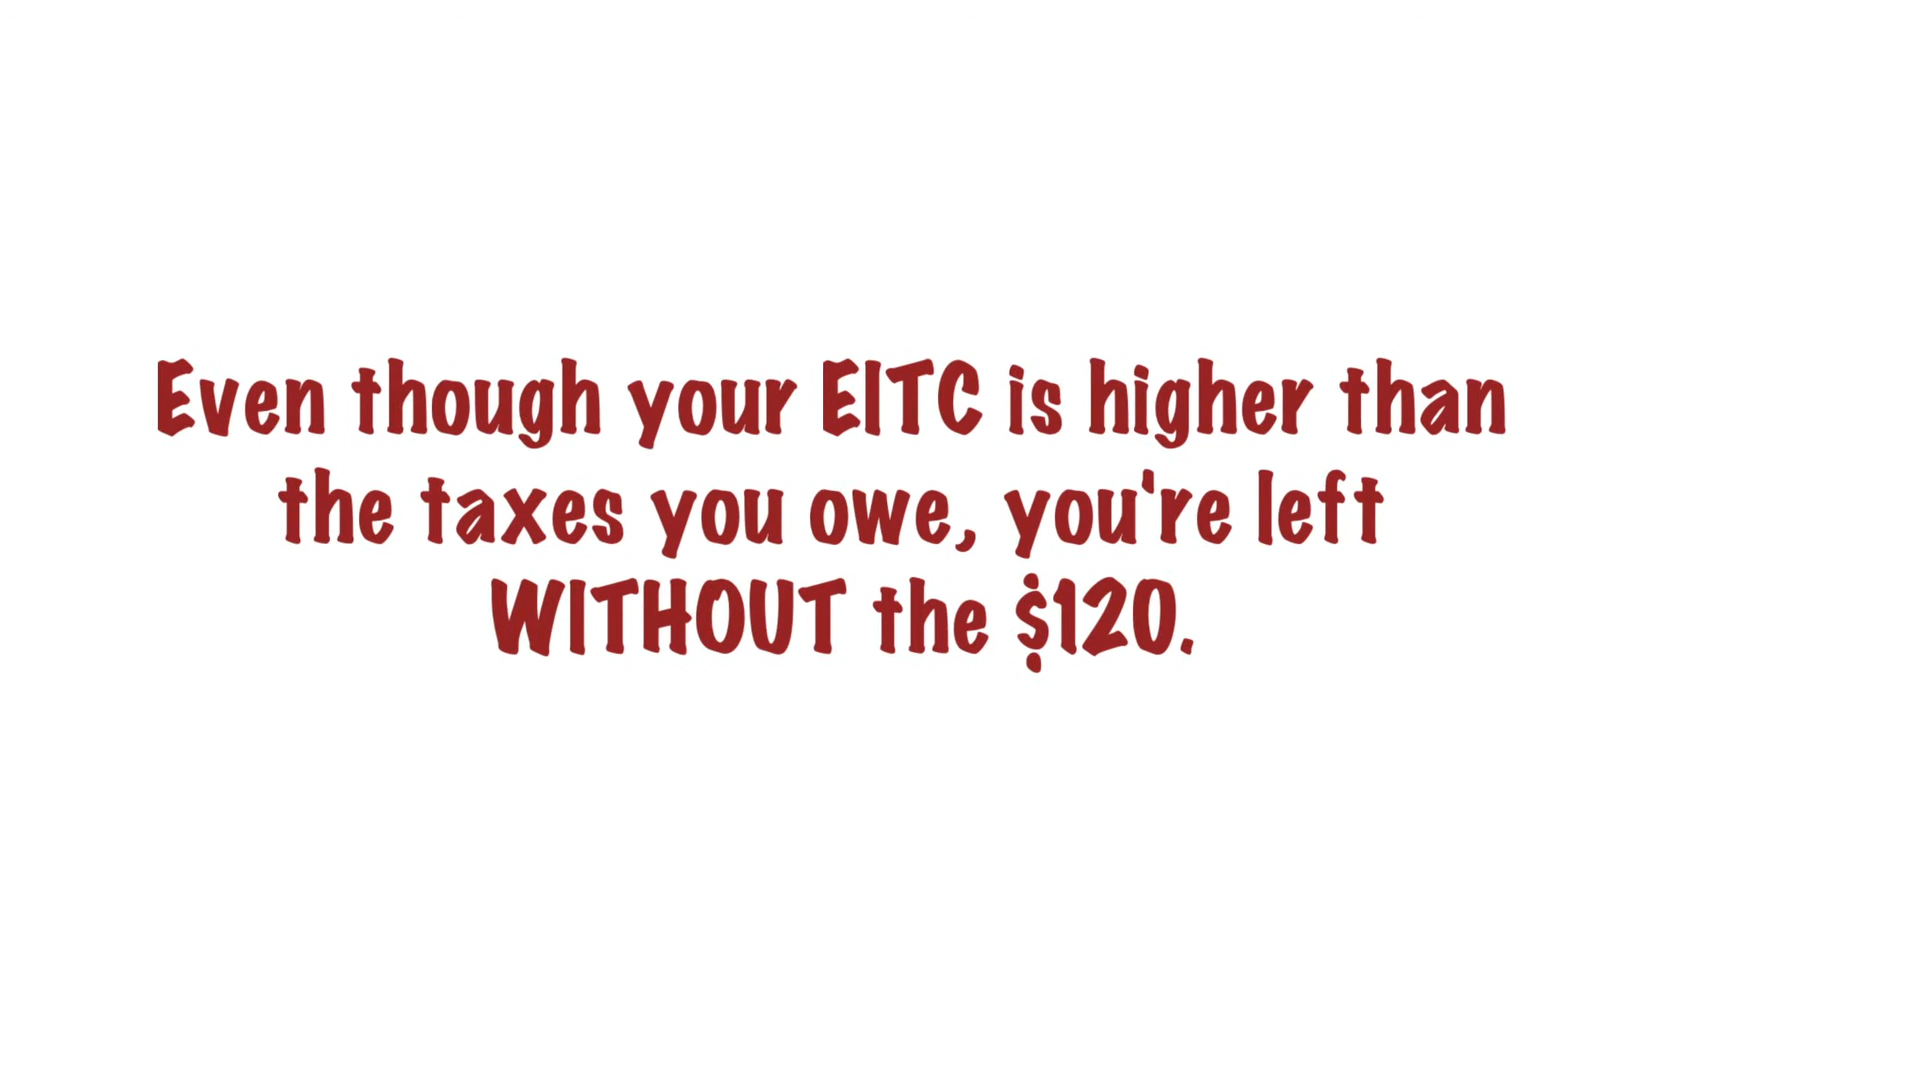 Even though your EITC is higher than
the taxes you owe, you're left
WITHOUT the $120.